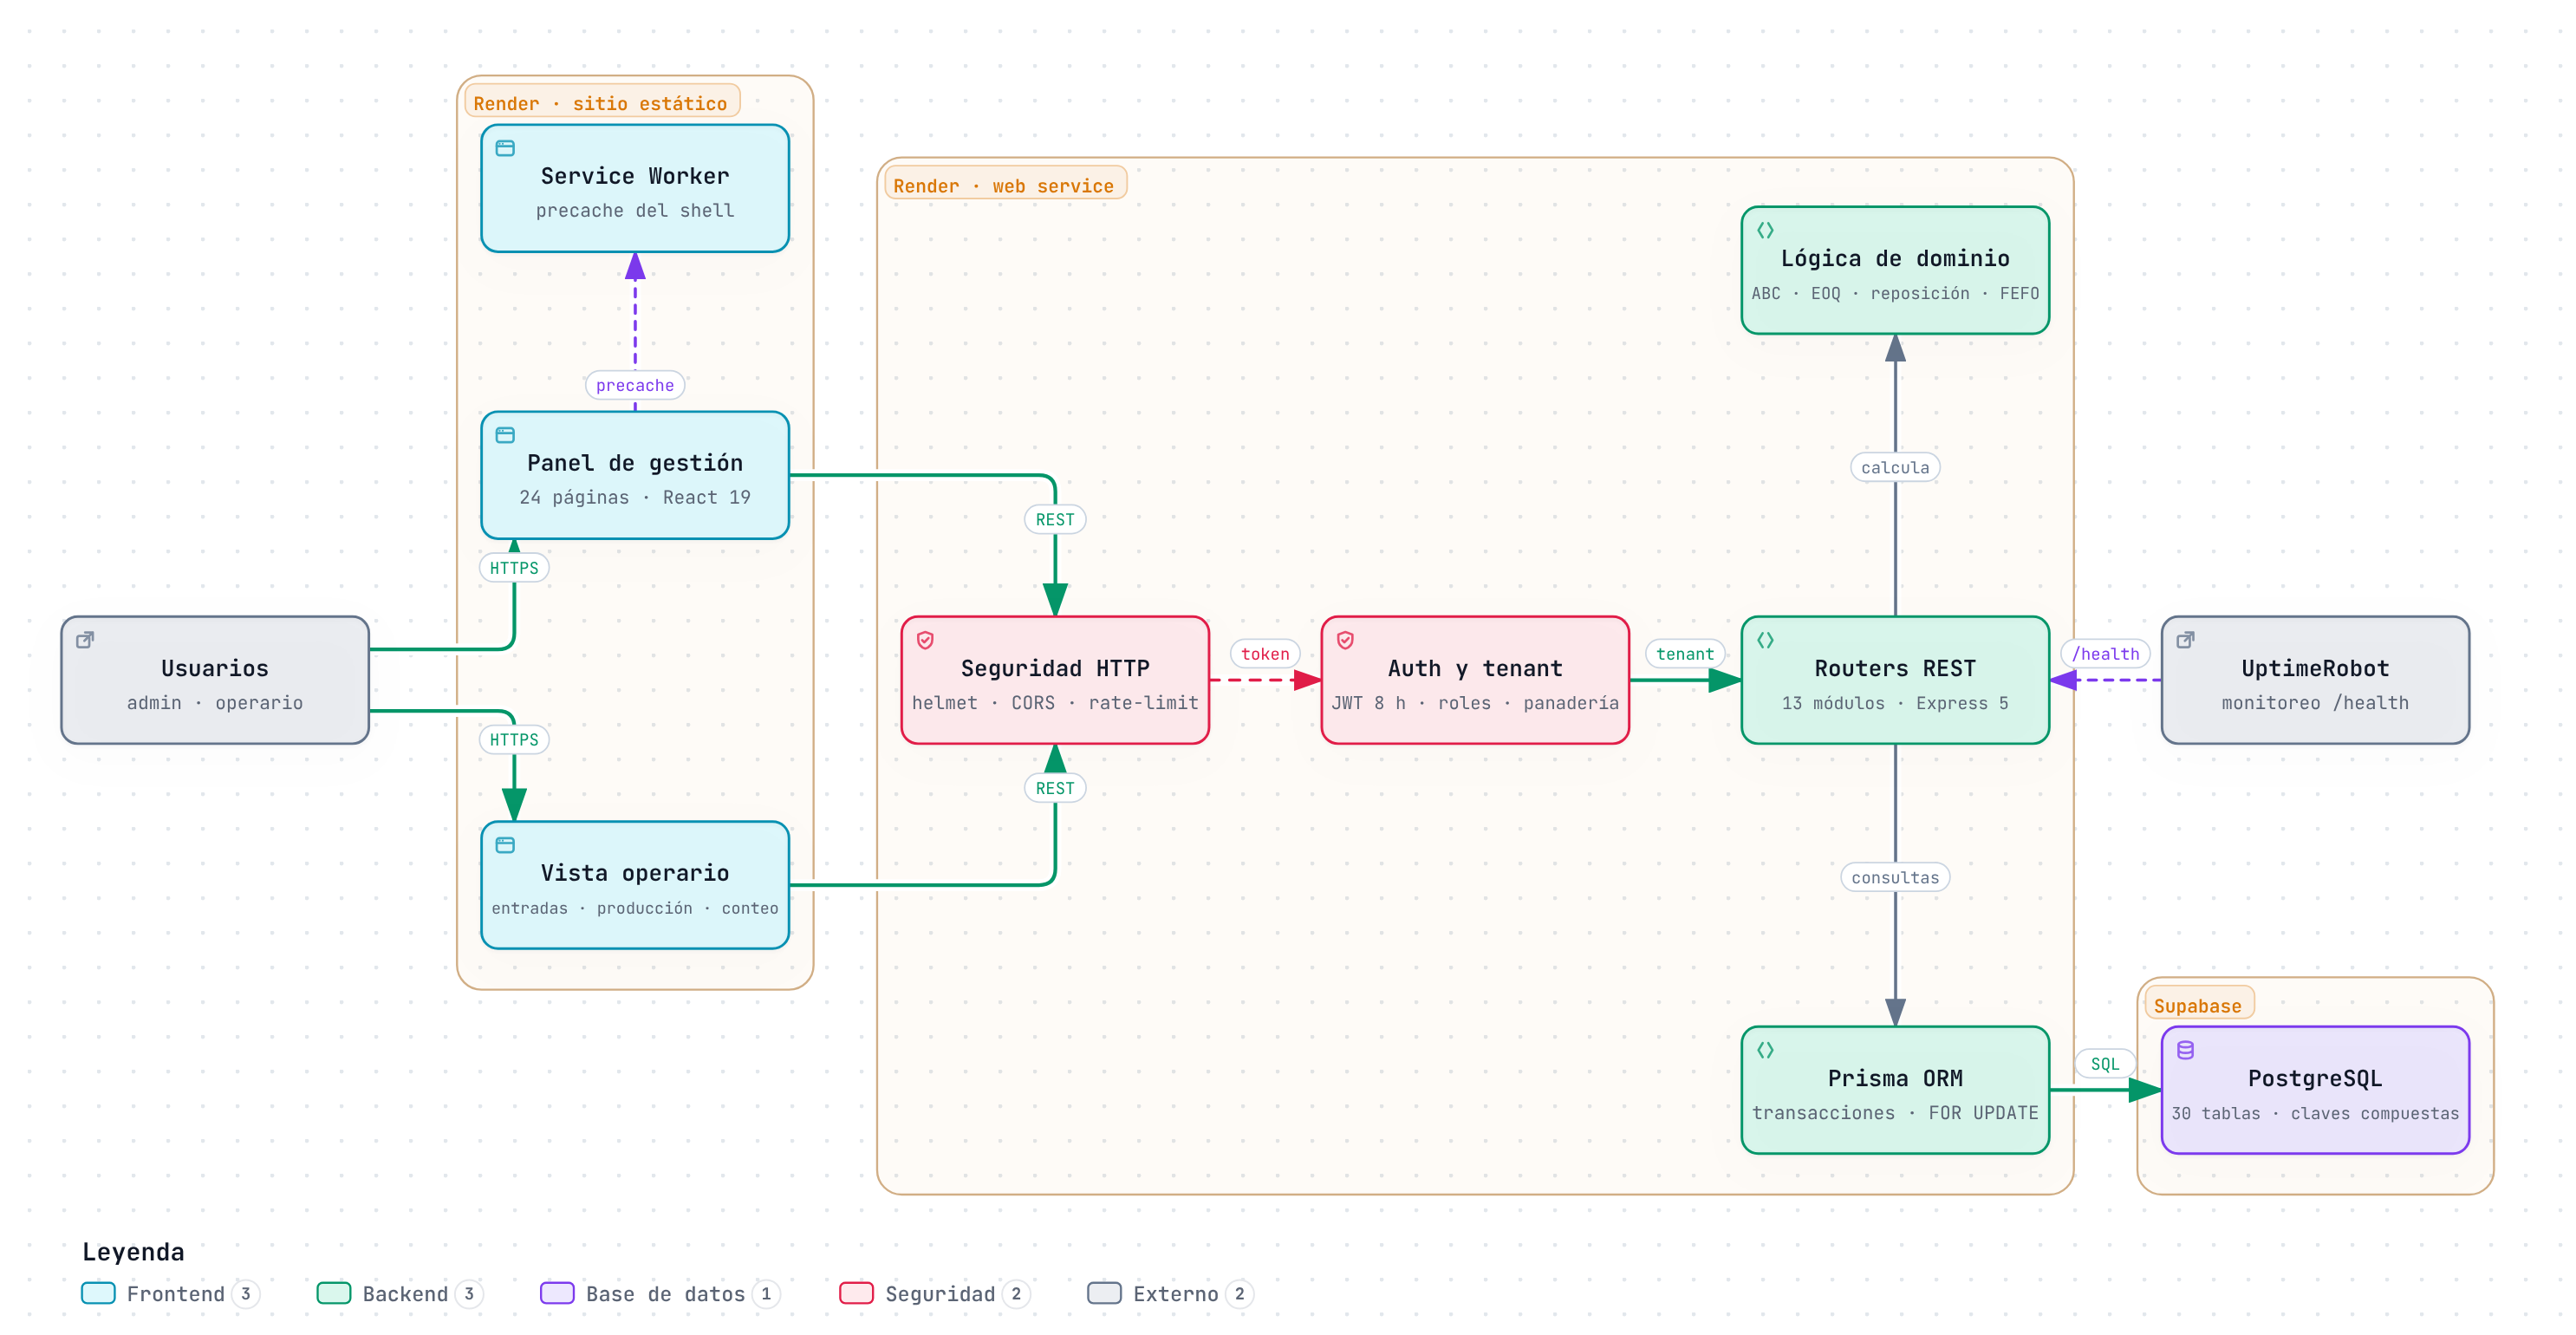 Render · sitio estático
Service Worker
precache del shell
precache
Panel de gestión
24 páginas · React 19
HTTPS
Usuarios
admin · operario
HTTPS
Vista operario
entradas · producción · conteo
Render · web service
REST
Seguridad HTTP
helmet · CORS · rate-limit
REST
token
Auth y tenant
JWT 8 h · roles · panadería
tenant
Lógica de dominio
ABC · EOQ · reposición · FEFO
calcula
Routers REST
13 módulos · Express 5
consultas
/health
UptimeRobot
monitoreo /health
Prisma ORM
transacciones · FOR UPDATE
SQL
Supabase
PostgreSQL
30 tablas · claves compuestas
Leyenda
Frontend 3
Backend 3
Base de datos 1
Seguridad 2
Externo 2